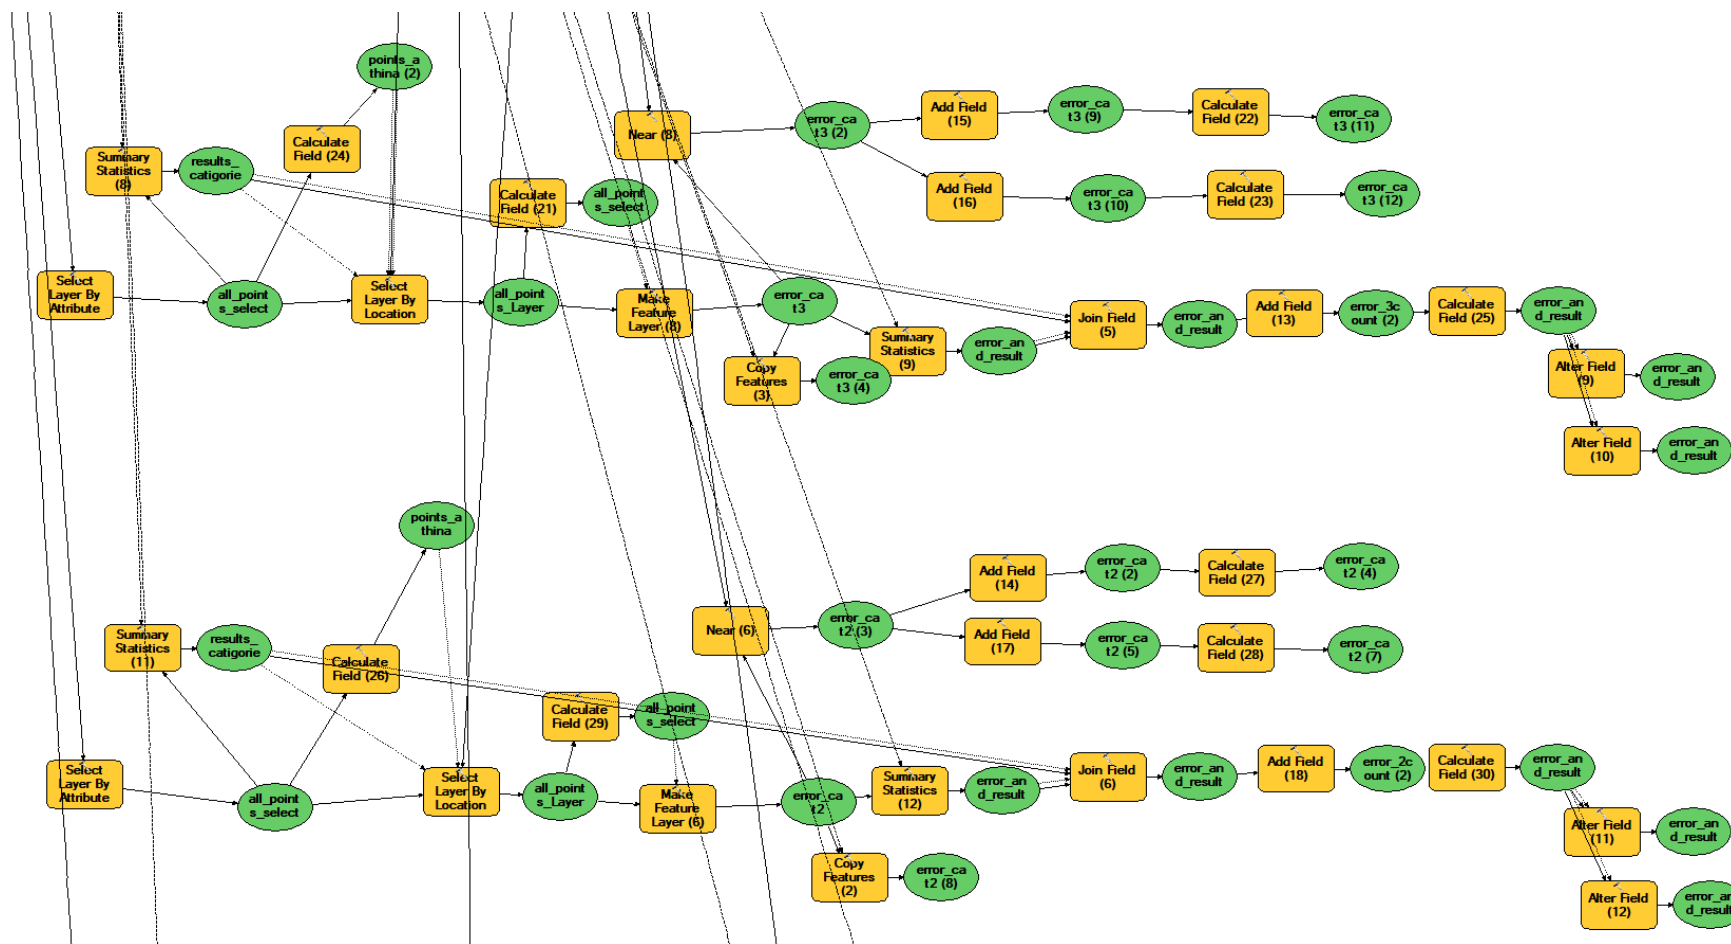 points_a
thina (2)
Near (8)
error_ca
t3 (2)
Add Field
(15)
error_ca
t3 (9)
Calculate
Field (22)
error_ca
t3 (11)
Summary
Statistics
(8)
results_
catigorie
Calculate
Field (24)
Calculate
Field (21)
all_point
s_select
Add Field
(16)
error_ca
t3 (10)
Calculate
Field (23)
error_ca
t3 (12)
Select
Layer By
Attribute
all_point
s_select
Select
Layer By
Location
all_point
s_Layer
Make
Feature
Layer (8)
error_ca
t3
Summary
Statistics
(9)
error_an
d_result
Join Field
(5)
error_an
d_result
Add Field
(13)
error_3c
ount (2)
Calculate
Field (25)
error_an
d_result
Copy
Features
(3)
error_ca
t3 (4)
Alter Field
(9)
error_an
d_result
Alter Field
(10)
error_an
d_result
points_a
thina
Add Field
(14)
error_ca
t2 (2)
Calculate
Field (27)
error_ca
t2 (4)
Summary
Statistics
(11)
results_
catigorie
Calculate
Field (26)
Near (6)
error_ca
t2 (3)
Add Field
(17)
error_ca
t2 (5)
Calculate
Field (28)
error_ca
t2 (7)
Calculate
Field (29)
all_point
s_select
Select
Layer By
Attribute
all_point
s_select
Select
Layer By
Location
all_point
s_Layer
Make
Feature
Layer (6)
error_ca
t2
Summary
Statistics
(12)
error_an
d_result
Join Field
(6)
error_an
d_result
Add Field
(18)
error_2c
ount (2)
Calculate
Field (30)
error_an
d_result
Alter Field
(11)
error_an
d_result
Copy
Features
(2)
error_ca
t2 (8)
Alter Field
(12)
error_an
d_result